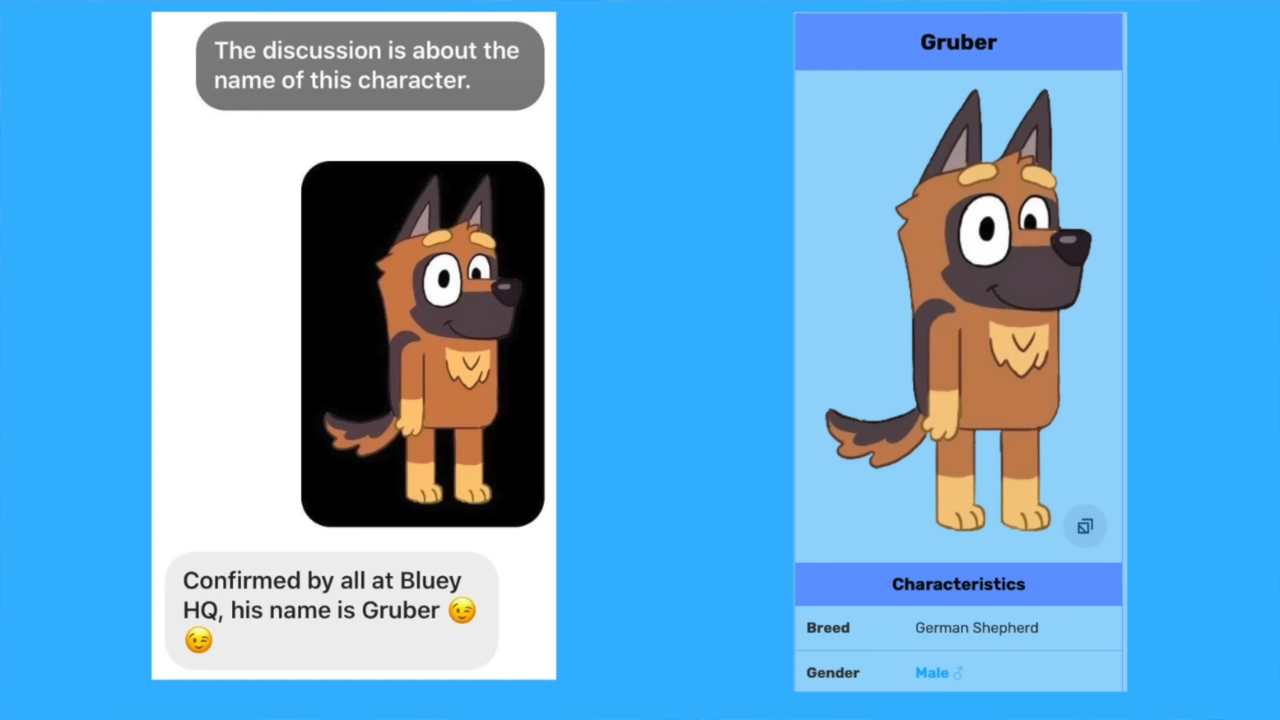 The discussion is about the
name of this character.
Confirmed by all at Bluey
HQ, his name is Gruber 😉
😉
Gruber
Characteristics
Breed German Shepherd
Gender Male ♂